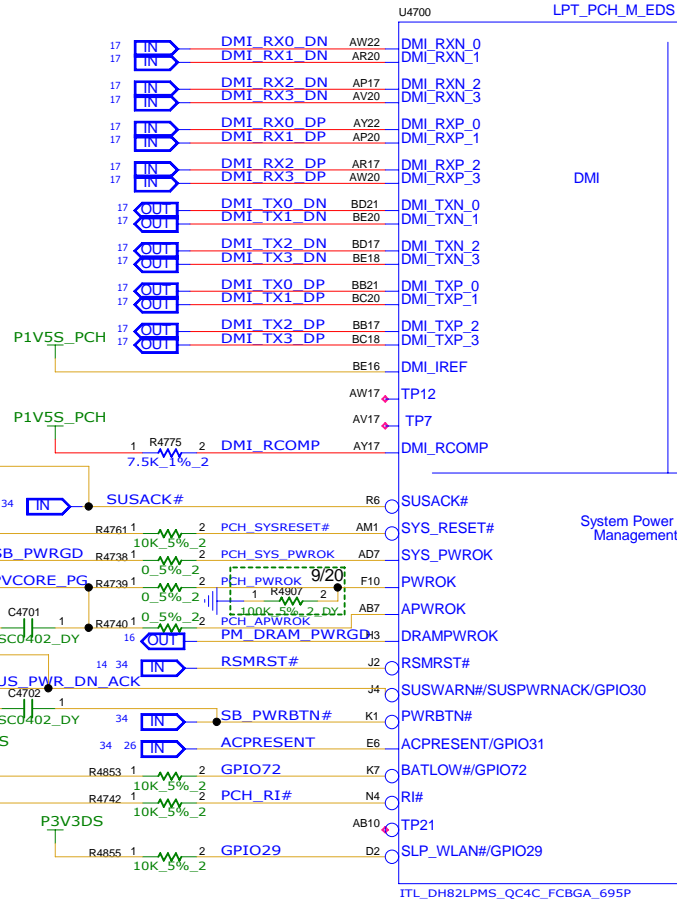 U4700 LPT_PCH_M_EDS
17 IN DMI_RX0_DN AW22 DMI_RXN_0
17 IN DMI_RX1_DN AR20 DMI_RXN_1
17 IN DMI_RX2_DN AP17 DMI_RXN_2
17 IN DMI_RX3_DN AV20 DMI_RXN_3
17 IN DMI_RX0_DP AY22 DMI_RXP_0
17 IN DMI_RX1_DP AP20 DMI_RXP_1
17 IN DMI_RX2_DP AR17 DMI_RXP_2
17 IN DMI_RX3_DP AW20 DMI_RXP_3
DMI
17 OUT DMI_TX0_DN BD21 DMI_TXN_0
17 OUT DMI_TX1_DN BE20 DMI_TXN_1
17 OUT DMI_TX2_DN BD17 DMI_TXN_2
17 OUT DMI_TX3_DN BE18 DMI_TXN_3
17 OUT DMI_TX0_DP BB21 DMI_TXP_0
17 OUT DMI_TX1_DP BC20 DMI_TXP_1
17 OUT DMI_TX2_DP BB17 DMI_TXP_2
17 OUT DMI_TX3_DP BC18 DMI_TXP_3
P1V5S_PCH
BE16 DMI_IREF
AW17 TP12
AV17 TP7
P1V5S_PCH
1 R4775 2 DMI_RCOMP AY17 DMI_RCOMP
7.5K_1%_2
34 IN SUSACK# R6 SUSACK#
R4761 1 2 PCH_SYSRESET# AM1 SYS_RESET#
10K_5%_2
System Power
Management
SB_PWRGD R4738 1 2 PCH_SYS_PWROK AD7 SYS_PWROK
0_5%_2
9/20
VCORE_PG R4739 1 2 PCH_PWROK F10 PWROK
0_5%_2
1 R4907 2
100K_5%_2_DY
AB7 APWROK
C4701 1
SC0402_DY
0_5%_2
R4740 1 2 PCH_APWROK
16 OUT PM_DRAM_PWRGD H3 DRAMPWROK
14 34 IN RSMRST# J2 RSMRST#
US_PWR_DN_ACK J4 SUSWARN#/SUSPWRNACK/GPIO30
C4702 1
SC0402_DY
34 IN SB_PWRBTN# K1 PWRBTN#
S
34 26 IN ACPRESENT E6 ACPRESENT/GPIO31
R4853 1 2 GPIO72 K7 BATLOW#/GPIO72
10K_5%_2
R4742 1 2 PCH_RI# N4 RI#
10K_5%_2
P3V3DS
AB10 TP21
R4855 1 2 GPIO29 D2 SLP_WLAN#/GPIO29
10K_5%_2
ITL_DH82LPMS_QC4C_FCBGA_695P